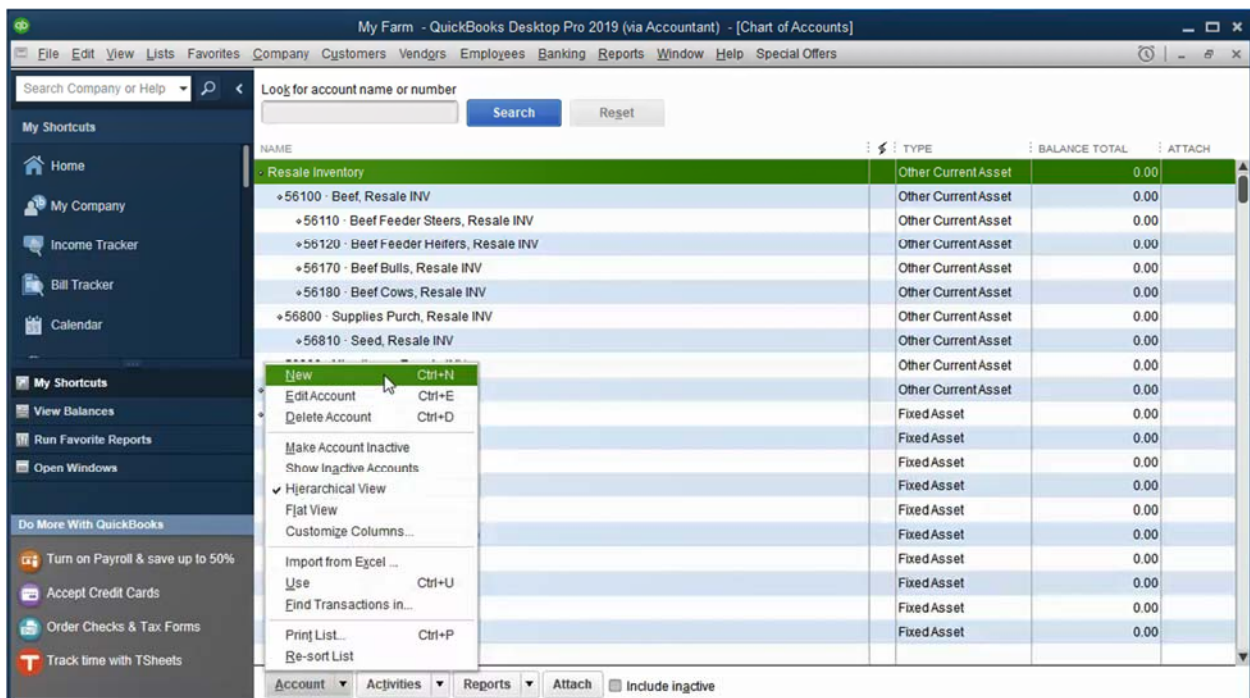 My Farm - QuickBooks Desktop Pro 2019 (via Accountant) - [Chart of Accounts]
File Edit View Lists Favorites Company Customers Vendors Employees Banking Reports Window Help Special Offers
Search Company or Help
My Shortcuts
Home
My Company
Income Tracker
Bill Tracker
Calendar
My Shortcuts
View Balances
Run Favorite Reports
Open Windows
Do More With QuickBooks
Turn on Payroll & save up to 50%
Accept Credit Cards
Order Checks & Tax Forms
Track time with TSheets
Look for account name or number
Search Reset
NAME TYPE BALANCE TOTAL ATTACH
Resale Inventory Other Current Asset 0.00
56100 · Beef, Resale INV Other Current Asset 0.00
56110 · Beef Feeder Steers, Resale INV Other Current Asset 0.00
56120 · Beef Feeder Heifers, Resale INV Other Current Asset 0.00
56170 · Beef Bulls, Resale INV Other Current Asset 0.00
56180 · Beef Cows, Resale INV Other Current Asset 0.00
56800 · Supplies Purch, Resale INV Other Current Asset 0.00
56810 · Seed, Resale INV Other Current Asset 0.00
Other Current Asset 0.00
Other Current Asset 0.00
Fixed Asset 0.00
Fixed Asset 0.00
Fixed Asset 0.00
Fixed Asset 0.00
Fixed Asset 0.00
Fixed Asset 0.00
Fixed Asset 0.00
Fixed Asset 0.00
Fixed Asset 0.00
Fixed Asset 0.00
New Ctrl+N
Edit Account Ctrl+E
Delete Account Ctrl+D
Make Account Inactive
Show Inactive Accounts
Hierarchical View
Flat View
Customize Columns...
Import from Excel ...
Use Ctrl+U
Find Transactions in...
Print List... Ctrl+P
Re-sort List
Account Activities Reports Attach Include inactive